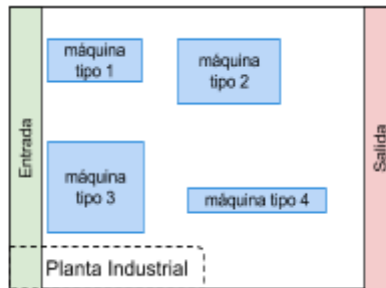 máquina
tipo 1
máquina
tipo 2
Entrada
Salida
máquina
tipo 3
máquina tipo 4
Planta Industrial